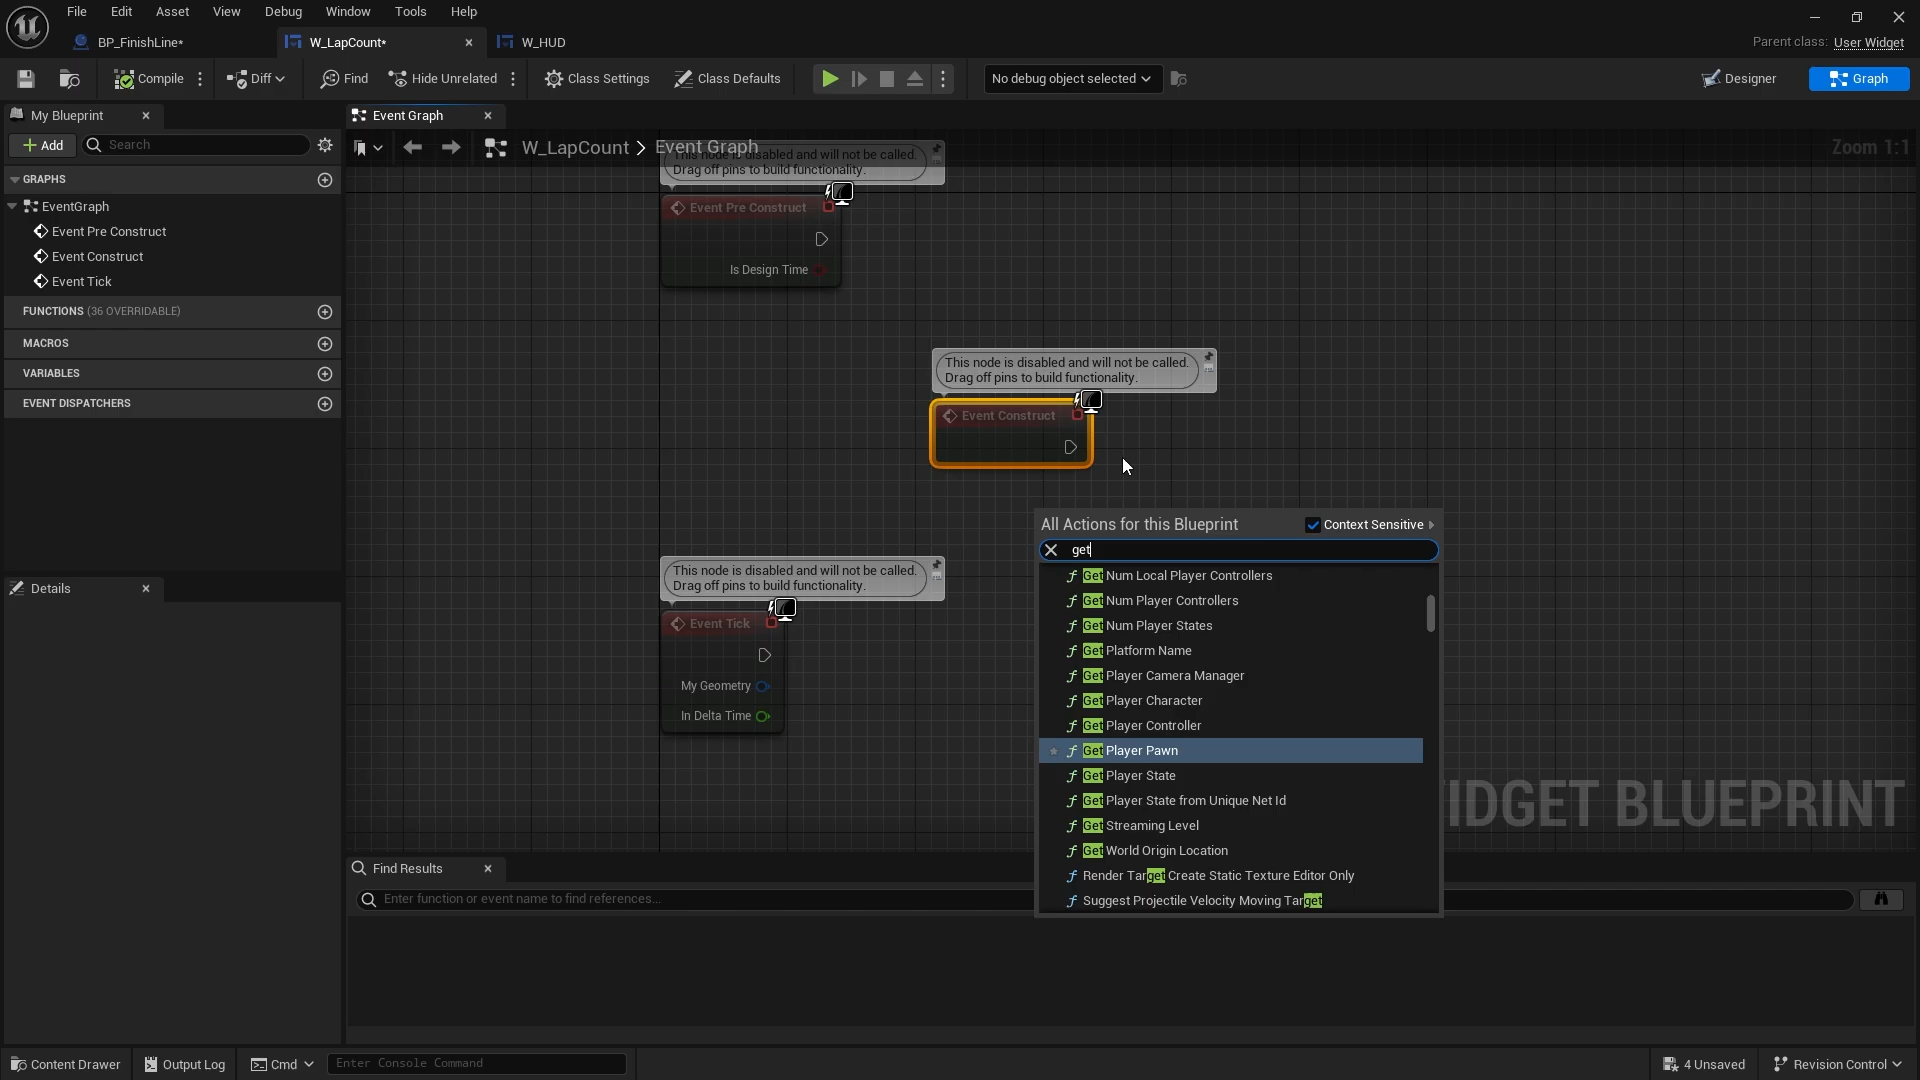 File Edit Asset View Debug Window Tools Help
BP_FinishLine* W_LapCount* W_HUD Parent class: User Widget
Compile Diff Find Hide Unrelated Class Settings Class Defaults No debug object selected Designer Graph
My Blueprint
Add Search
GRAPHS
EventGraph
Event Pre Construct
Event Construct
Event Tick
FUNCTIONS (36 OVERRIDABLE)
MACROS
VARIABLES
EVENT DISPATCHERS
Details
Event Graph
W_LapCount > Event Graph Zoom 1:1
This node is disabled and will not be called.
Drag off pins to build functionality.
Event Pre Construct
Is Design Time
This node is disabled and will not be called.
Drag off pins to build functionality.
Event Construct
This node is disabled and will not be called.
Drag off pins to build functionality.
Event Tick
My Geometry
In Delta Time
All Actions for this Blueprint Context Sensitive
get
Get Num Local Player Controllers
Get Num Player Controllers
Get Num Player States
Get Platform Name
Get Player Camera Manager
Get Player Character
Get Player Controller
Get Player Pawn
Get Player State
Get Player State from Unique Net Id
Get Streaming Level
Get World Origin Location
Render Target Create Static Texture Editor Only
Suggest Projectile Velocity Moving Target
IDGET BLUEPRINT
Find Results
Enter function or event name to find references...
Content Drawer Output Log Cmd Enter Console Command 4 Unsaved Revision Control